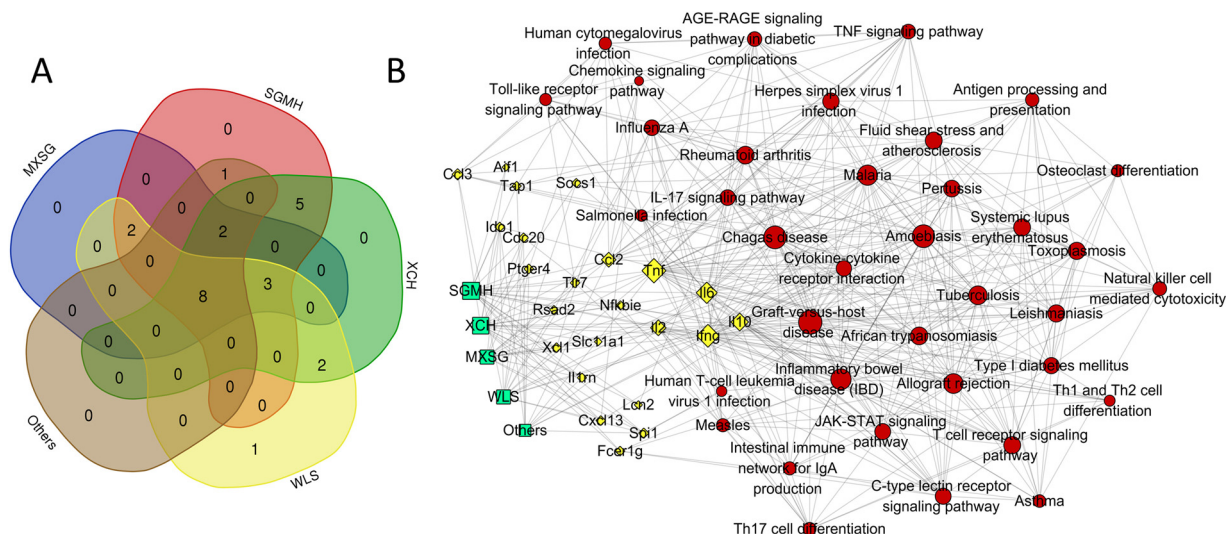 A
SGMH
MXSG
XCH
Others
WLS
0
0
1
5
0
0
0
0
2
2
0
0
0
0
3
0
8
0
0
0
0
0
0
0
2
0
0
0
0
0
1
B
Human cytomegalovirus
infection
AGE-RAGE signaling
pathway in diabetic
complications
TNF signaling pathway
Chemokine signaling
pathway
Toll-like receptor
signaling pathway
Herpes simplex virus 1
infection
Antigen processing and
presentation
Influenza A
Fluid shear stress and
atherosclerosis
Rheumatoid arthritis
Malaria
Osteoclast differentiation
Ccl3
Aif1
Tap1
Socs1
IL-17 signaling pathway
Pertussis
Salmonella infection
Systemic lupus
erythematosus
Ido1
Cdc20
Chagas disease
Amoebiasis
Toxoplasmosis
Ptger4
Ccl2
Tnf
Cytokine-cytokine
receptor interaction
Tlr7
Natural killer cell
mediated cytotoxicity
SGMH
Il6
Tuberculosis
Rsad2
Nfkbie
Graft-versus-host
disease
Leishmaniasis
XCH
Il2
Il10
Ifng
African trypanosomiasis
MXSG
Xcl1
Slc11a1
Type I diabetes mellitus
Inflammatory bowel
disease (IBD)
Il1rn
Human T-cell leukemia
virus 1 infection
Allograft rejection
Th1 and Th2 cell
differentiation
WLS
Lcn2
Cxcl13
Measles
JAK-STAT signaling
pathway
T cell receptor signaling
pathway
Others
Spi1
Fcer1g
Intestinal immune
network for IgA
production
C-type lectin receptor
signaling pathway
Asthma
Th17 cell differentiation